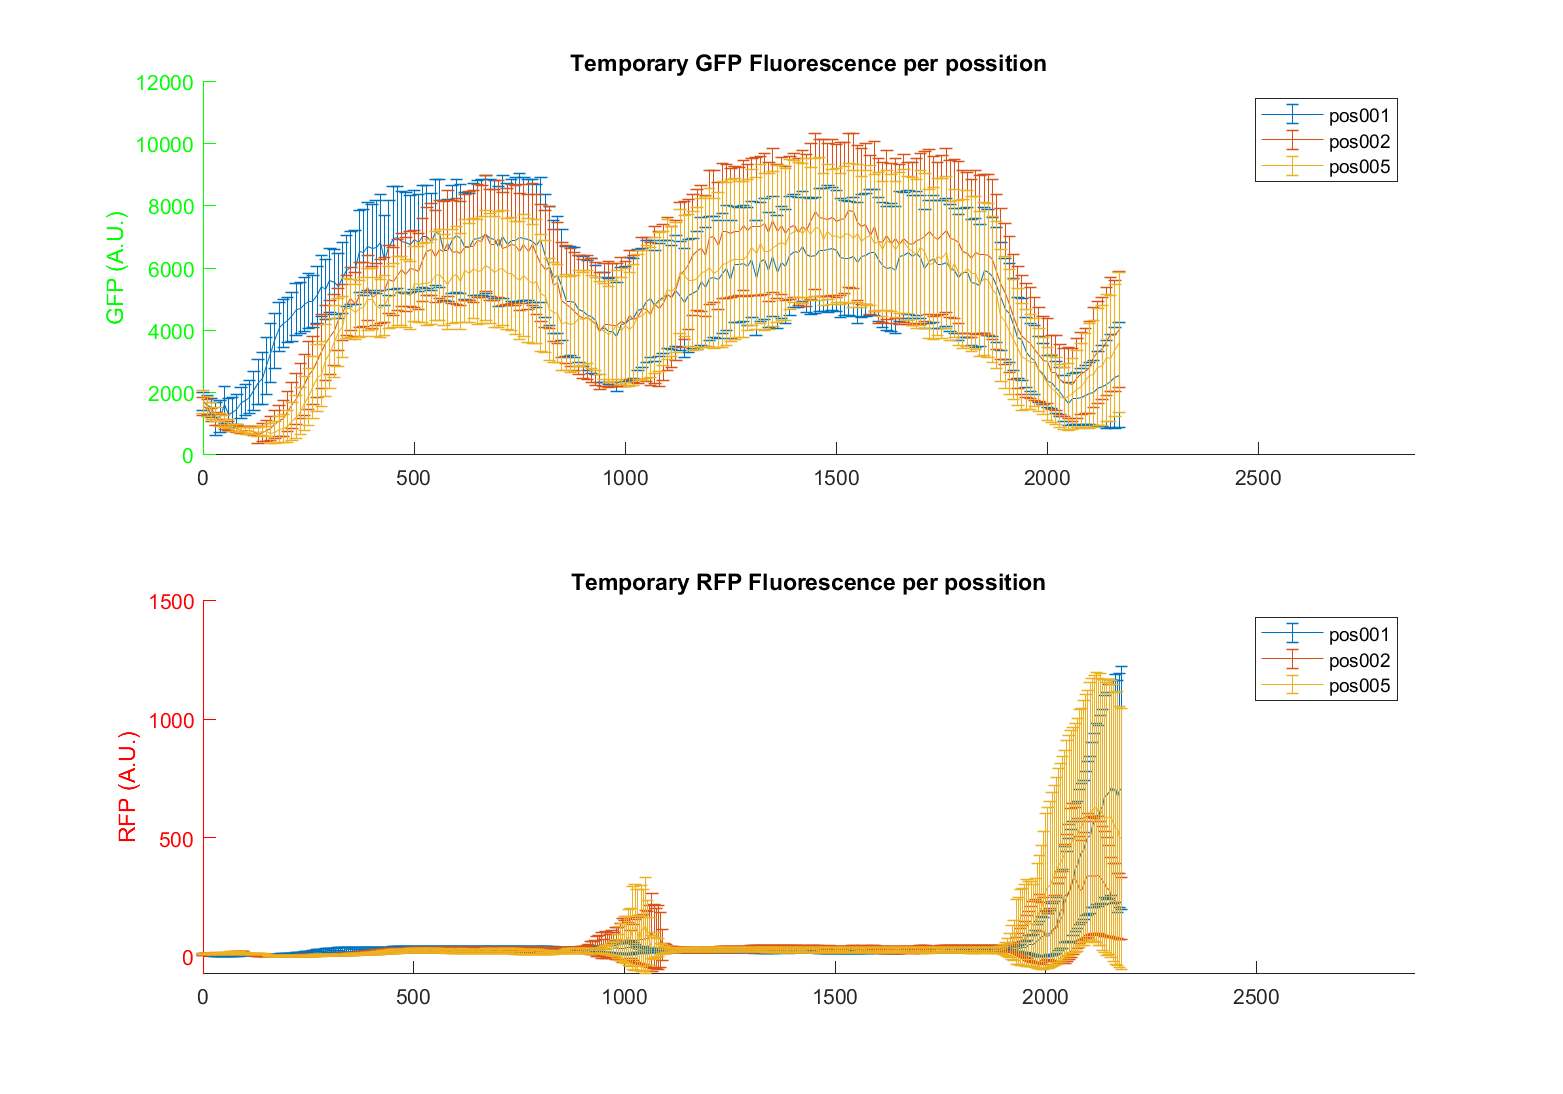 Temporary GFP Fluorescence per possition
12000
10000
8000
6000
4000
2000
0
GFP (A.U.)
pos001
pos002
pos005
0 500 1000 1500 2000 2500
Temporary RFP Fluorescence per possition
1500
1000
500
0
RFP (A.U.)
pos001
pos002
pos005
0 500 1000 1500 2000 2500